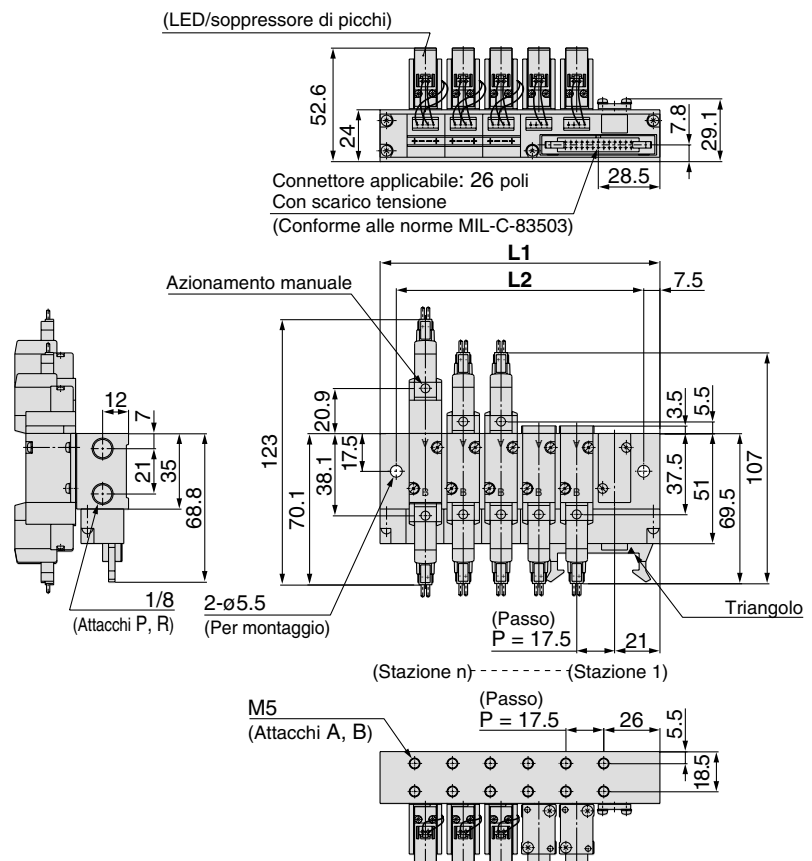 (LED/soppressore di picchi)
52.6
24
7.8
29.1
28.5
Connettore applicabile: 26 poli
Con scarico tensione
(Conforme alle norme MIL-C-83503)
L1
L2
7.5
Azionamento manuale
12
7
21
35
68.8
1/8
(Attacchi P, R)
123
70.1
38.1
20.9
17.5
3.5
5.5
37.5
51
69.5
107
B
B
B
B
B
2-ø5.5
(Per montaggio)
Triangolo
(Passo)
P = 17.5
21
(Stazione n)
(Stazione 1)
(Passo)
P = 17.5
26
M5
(Attacchi A, B)
5.5
18.5